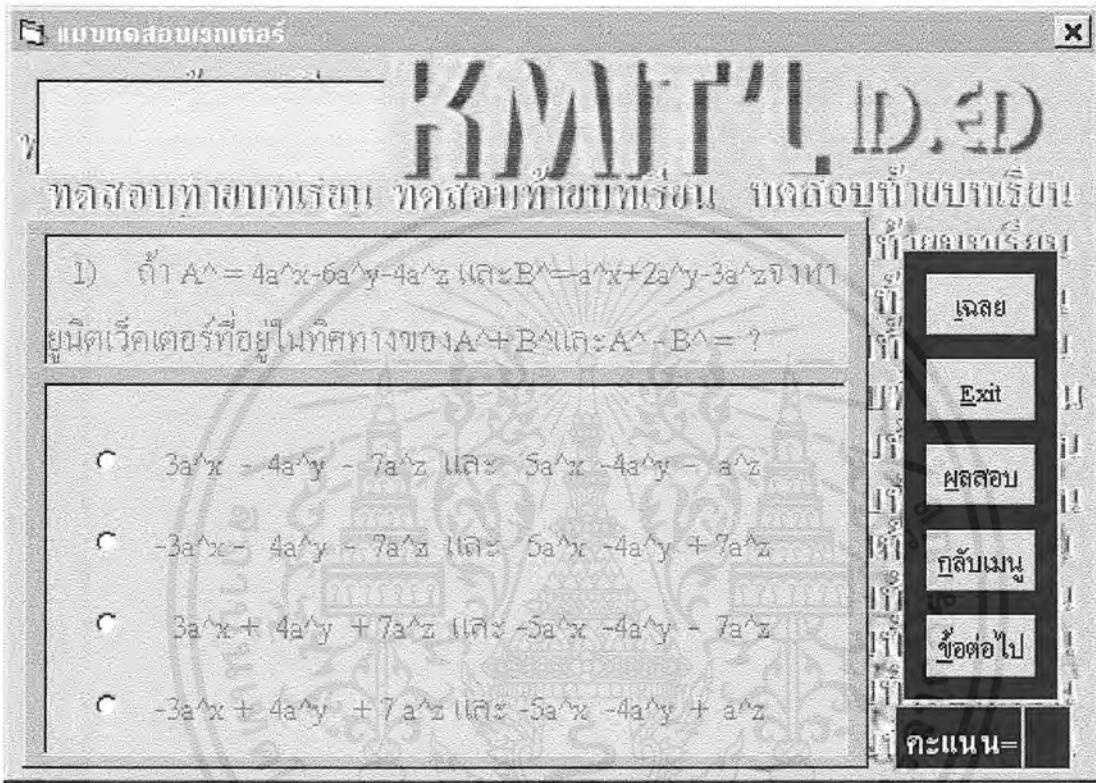 แบบทดสอบเวกเตอร์
KMIT'L ID.ED
ทดสอบท้ายบทเรียน ทดสอบท้ายบทเรียน ทดสอบท้ายบทเรียน
1) ถ้า A^ = 4a^x-6a^y-4a^z และB^=-a^x+2a^y-3a^zจงหา
ยูนิตเว็คเตอร์ที่อยู่ในทิศทางของA^+B^และA^-B^= ?
3a^x - 4a^y - 7a^z และ 5a^x -4a^y - a^z
-3a^x - 4a^y - 7a^z และ 5a^x -4a^y + 7a^z
3a^x + 4a^y + 7a^z และ -5a^x -4a^y - 7a^z
-3a^x + 4a^y + 7 a^z และ -5a^x -4a^y + a^z
เฉลย
Exit
ผลสอบ
กลับเมนู
ข้อต่อไป
คะแนน=